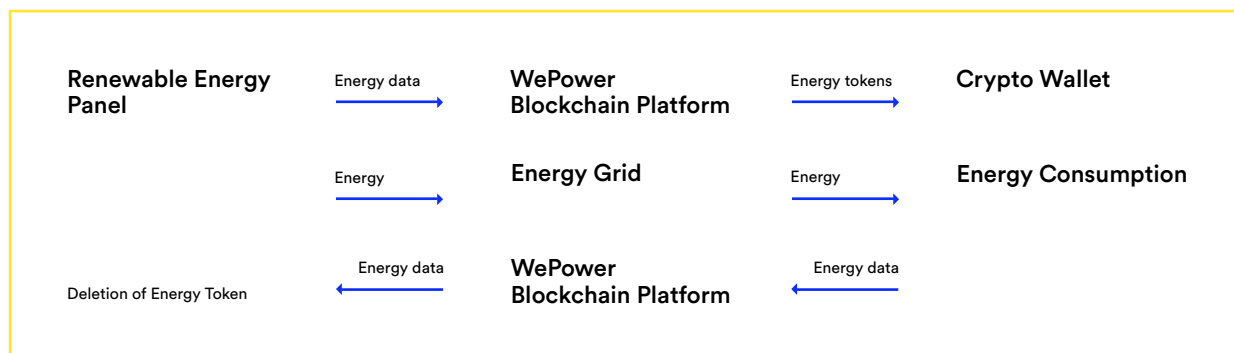 Renewable Energy
Panel
Energy data
WePower
Blockchain Platform
Energy tokens
Crypto Wallet
Energy
Energy Grid
Energy
Energy Consumption
Deletion of Energy Token
Energy data
WePower
Blockchain Platform
Energy data